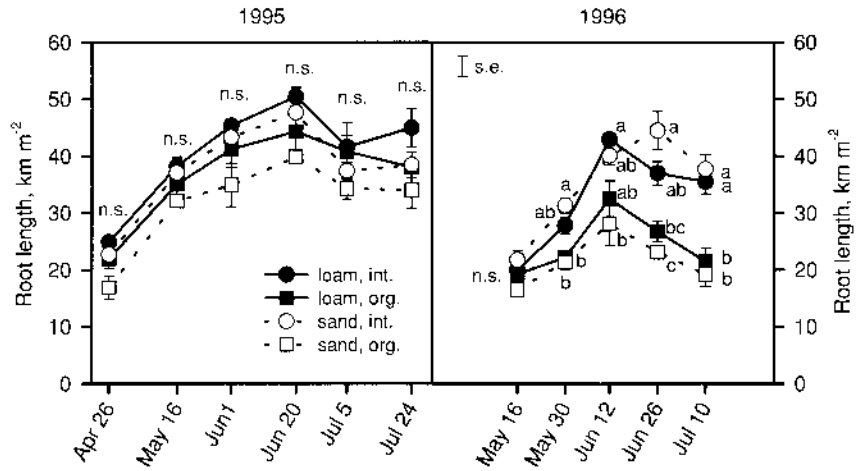 1995
1996
Root length, km m-2
60
50
40
30
20
10
0
n.s.
n.s.
n.s.
n.s.
n.s.
n.s.
loam, int.
loam, org.
sand, int.
sand, org.
Apr 26
May 16
Jun1
Jun 20
Jul 5
Jul 24
s.e.
n.s.
a
ab
b
b
a
ab
ab
b
a
ab
bc
c
a
a
b
b
May 16
May 30
Jun 12
Jun 26
Jul 10
60
50
40
30
20
10
0
Root length, km m-2